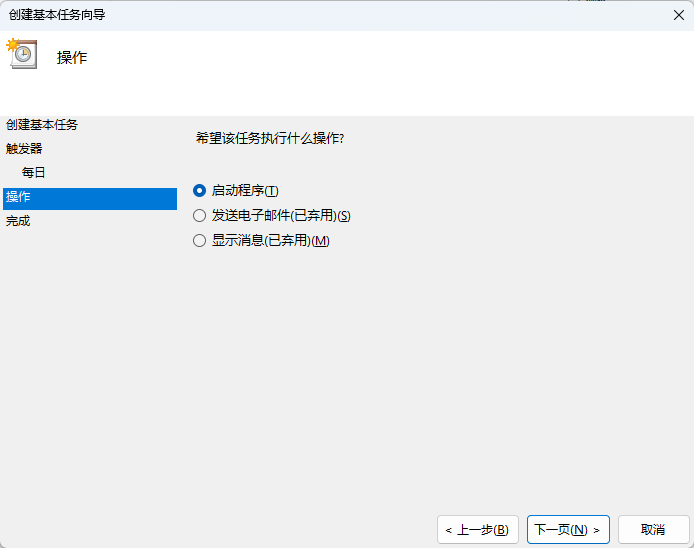 创建基本任务向导
操作
创建基本任务
触发器
每日
操作
完成
希望该任务执行什么操作?
启动程序(T)
发送电子邮件(已弃用)(S)
显示消息(已弃用)(M)
< 上一步(B)
下一页(N) >
取消